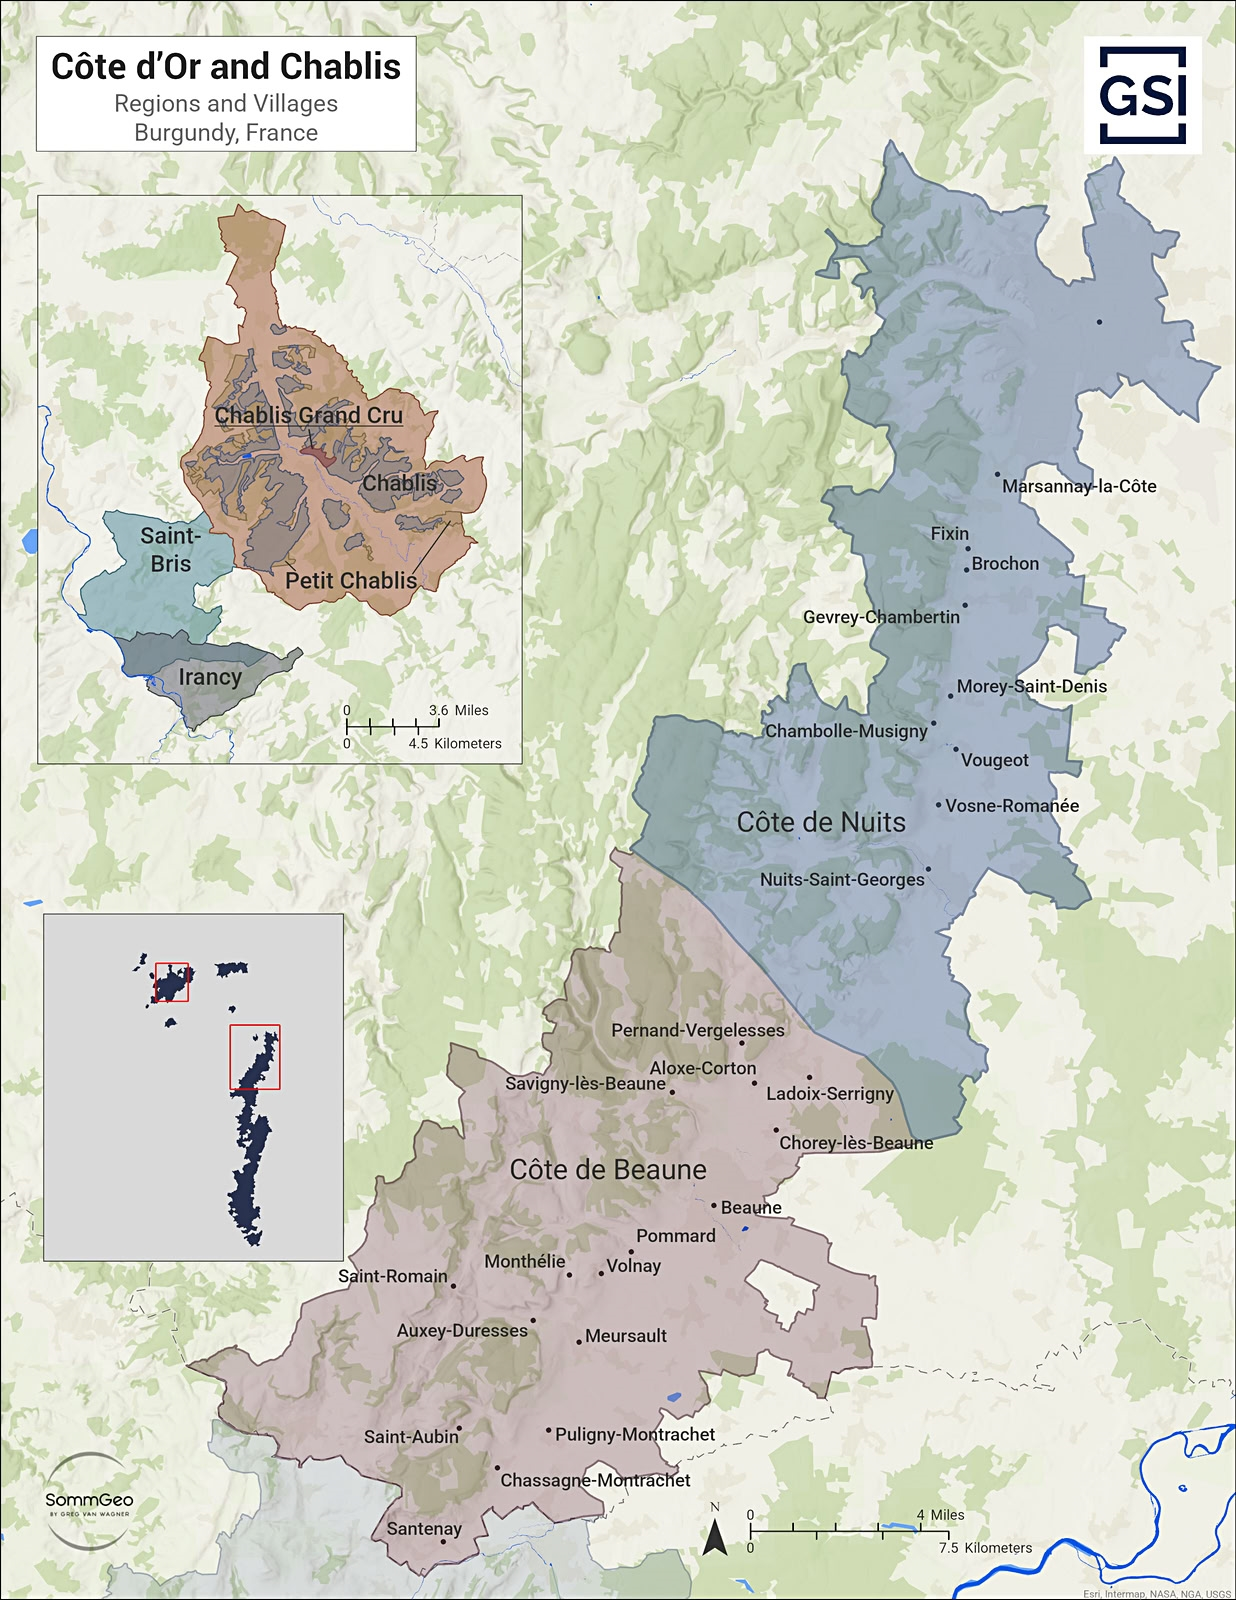 Côte d'Or and Chablis
Regions and Villages
Burgundy, France
GSI
Chablis Grand Cru
Chablis
Saint-
Bris
Petit Chablis
Irancy
0 3.6 Miles
0 4.5 Kilometers
Marsannay-la-Côte
Fixin
Brochon
Gevrey-Chambertin
Morey-Saint-Denis
Chambolle-Musigny
Vougeot
Vosne-Romanée
Côte de Nuits
Nuits-Saint-Georges
Pernand-Vergelesses
Aloxe-Corton
Savigny-lès-Beaune
Ladoix-Serrigny
Chorey-lès-Beaune
Côte de Beaune
Beaune
Pommard
Monthélie
Volnay
Saint-Romain
Auxey-Duresses
Meursault
Saint-Aubin
Puligny-Montrachet
Chassagne-Montrachet
Santenay
SommGeo
BY GREG VAN WAGNER
N
0 4 Miles
0 7.5 Kilometers
Esri, Intermap, NASA, NGA, USGS